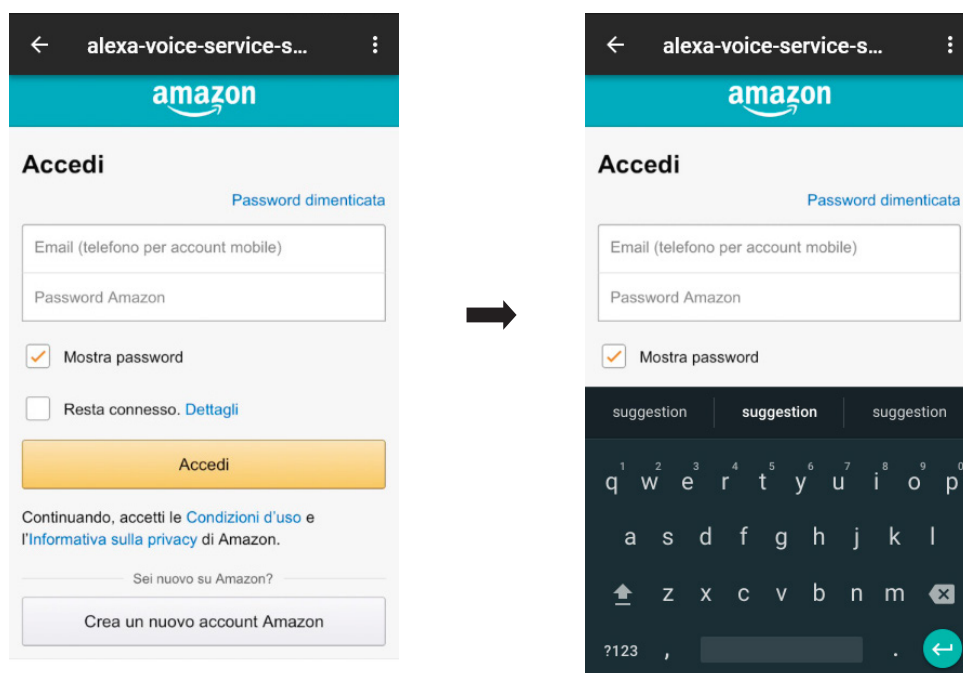 alexa-voice-service-s...
amazon
Accedi
Password dimenticata
Email (telefono per account mobile)
Password Amazon
Mostra password
Resta connesso. Dettagli
Accedi
Continuando, accetti le Condizioni d'uso e
l'Informativa sulla privacy di Amazon.
Sei nuovo su Amazon?
Crea un nuovo account Amazon
alexa-voice-service-s...
amazon
Accedi
Password dimenticata
Email (telefono per account mobile)
Password Amazon
Mostra password
suggestion suggestion suggestion
1 2 3 4 5 6 7 8 9 0
q w e r t y u i o p
a s d f g h j k l
z x c v b n m
?123 , .